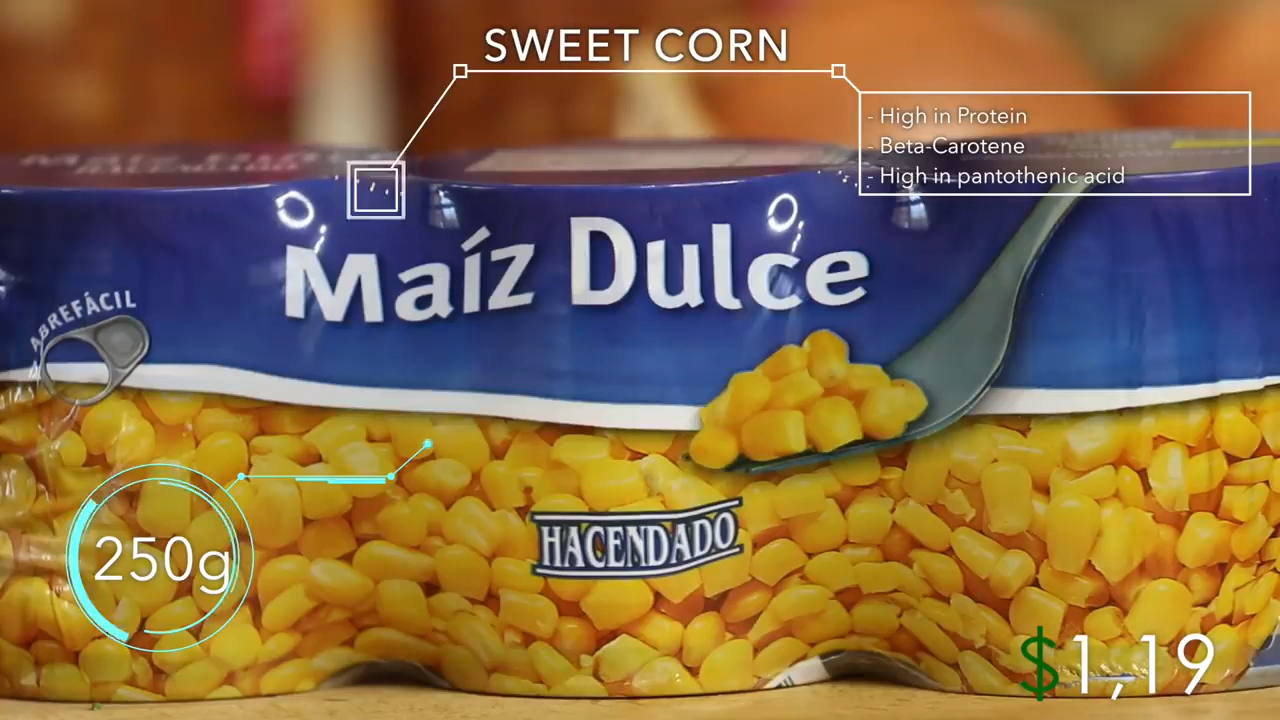 SWEET CORN
- High in Protein
- Beta-Carotene
- High in pantothenic acid
Maíz Dulce
ABREFÁCIL
HACENDADO
250g
$1,19